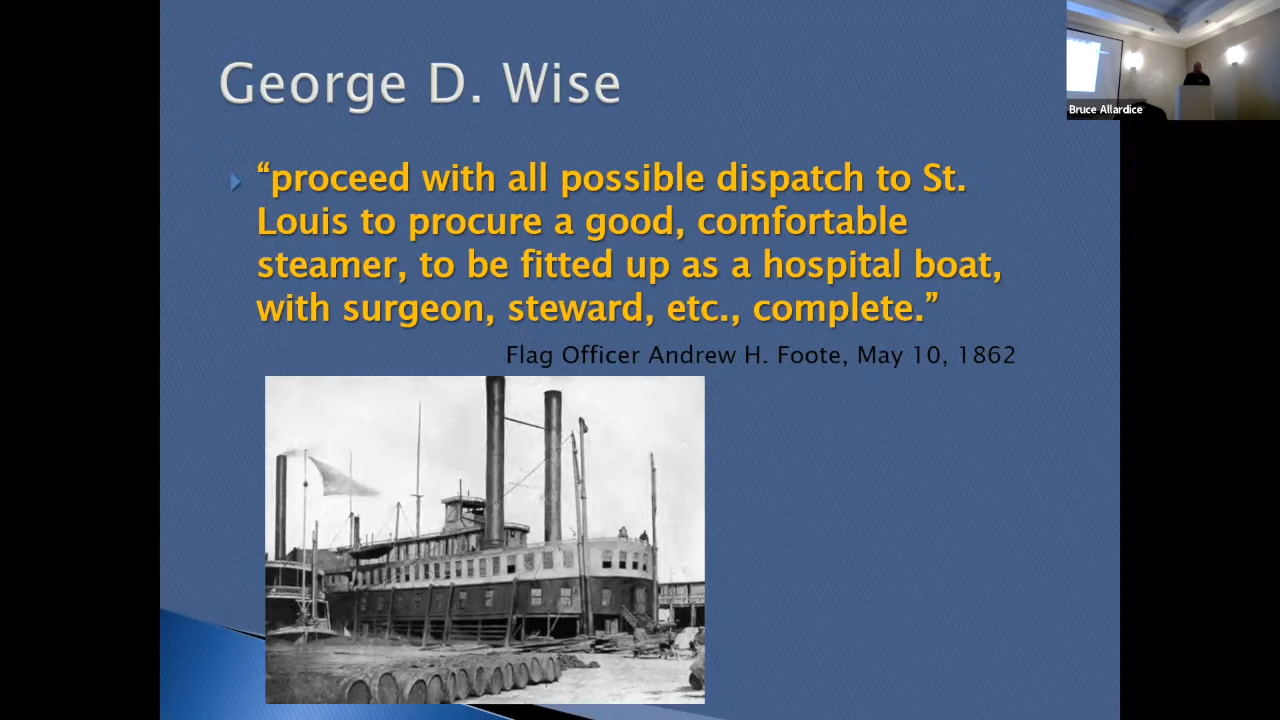 George D. Wise
“proceed with all possible dispatch to St.
Louis to procure a good, comfortable
steamer, to be fitted up as a hospital boat,
with surgeon, steward, etc., complete.”
Flag Officer Andrew H. Foote, May 10, 1862
Bruce Allardice